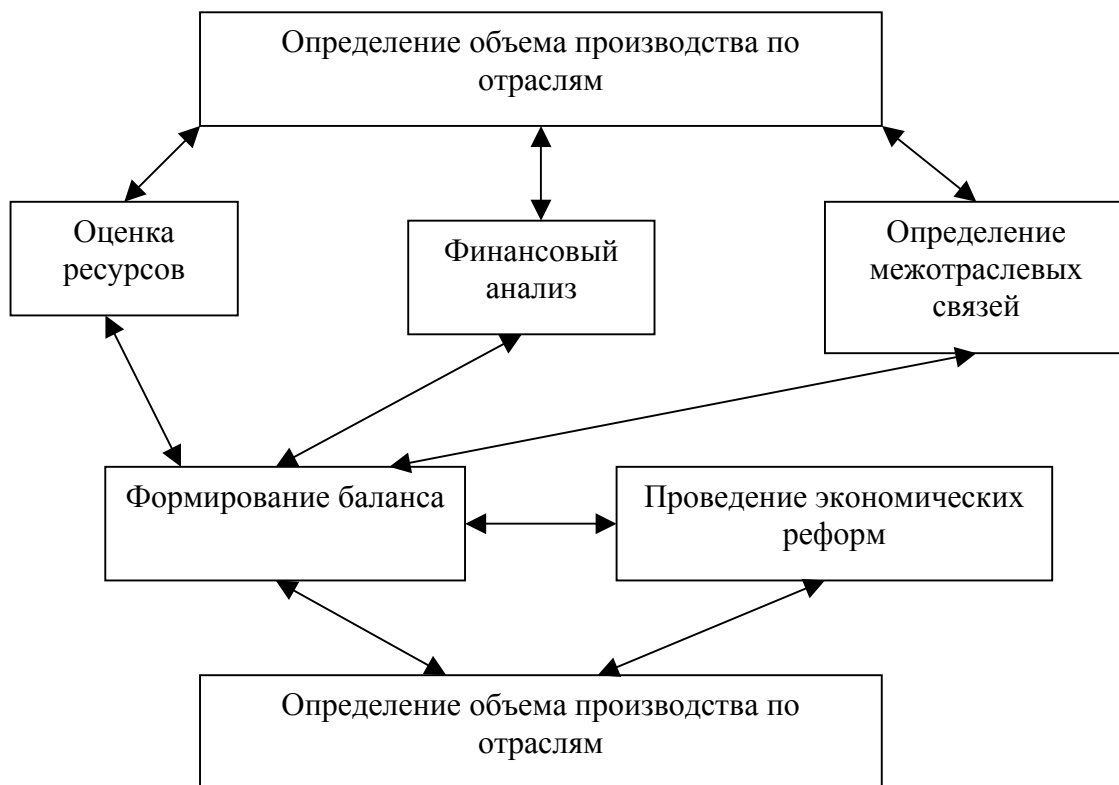 Определение объема производства по
отраслям
Оценка
ресурсов
Финансовый
анализ
Определение
межотраслевых
связей
Формирование баланса
Проведение экономических
реформ
Определение объема производства по
отраслям